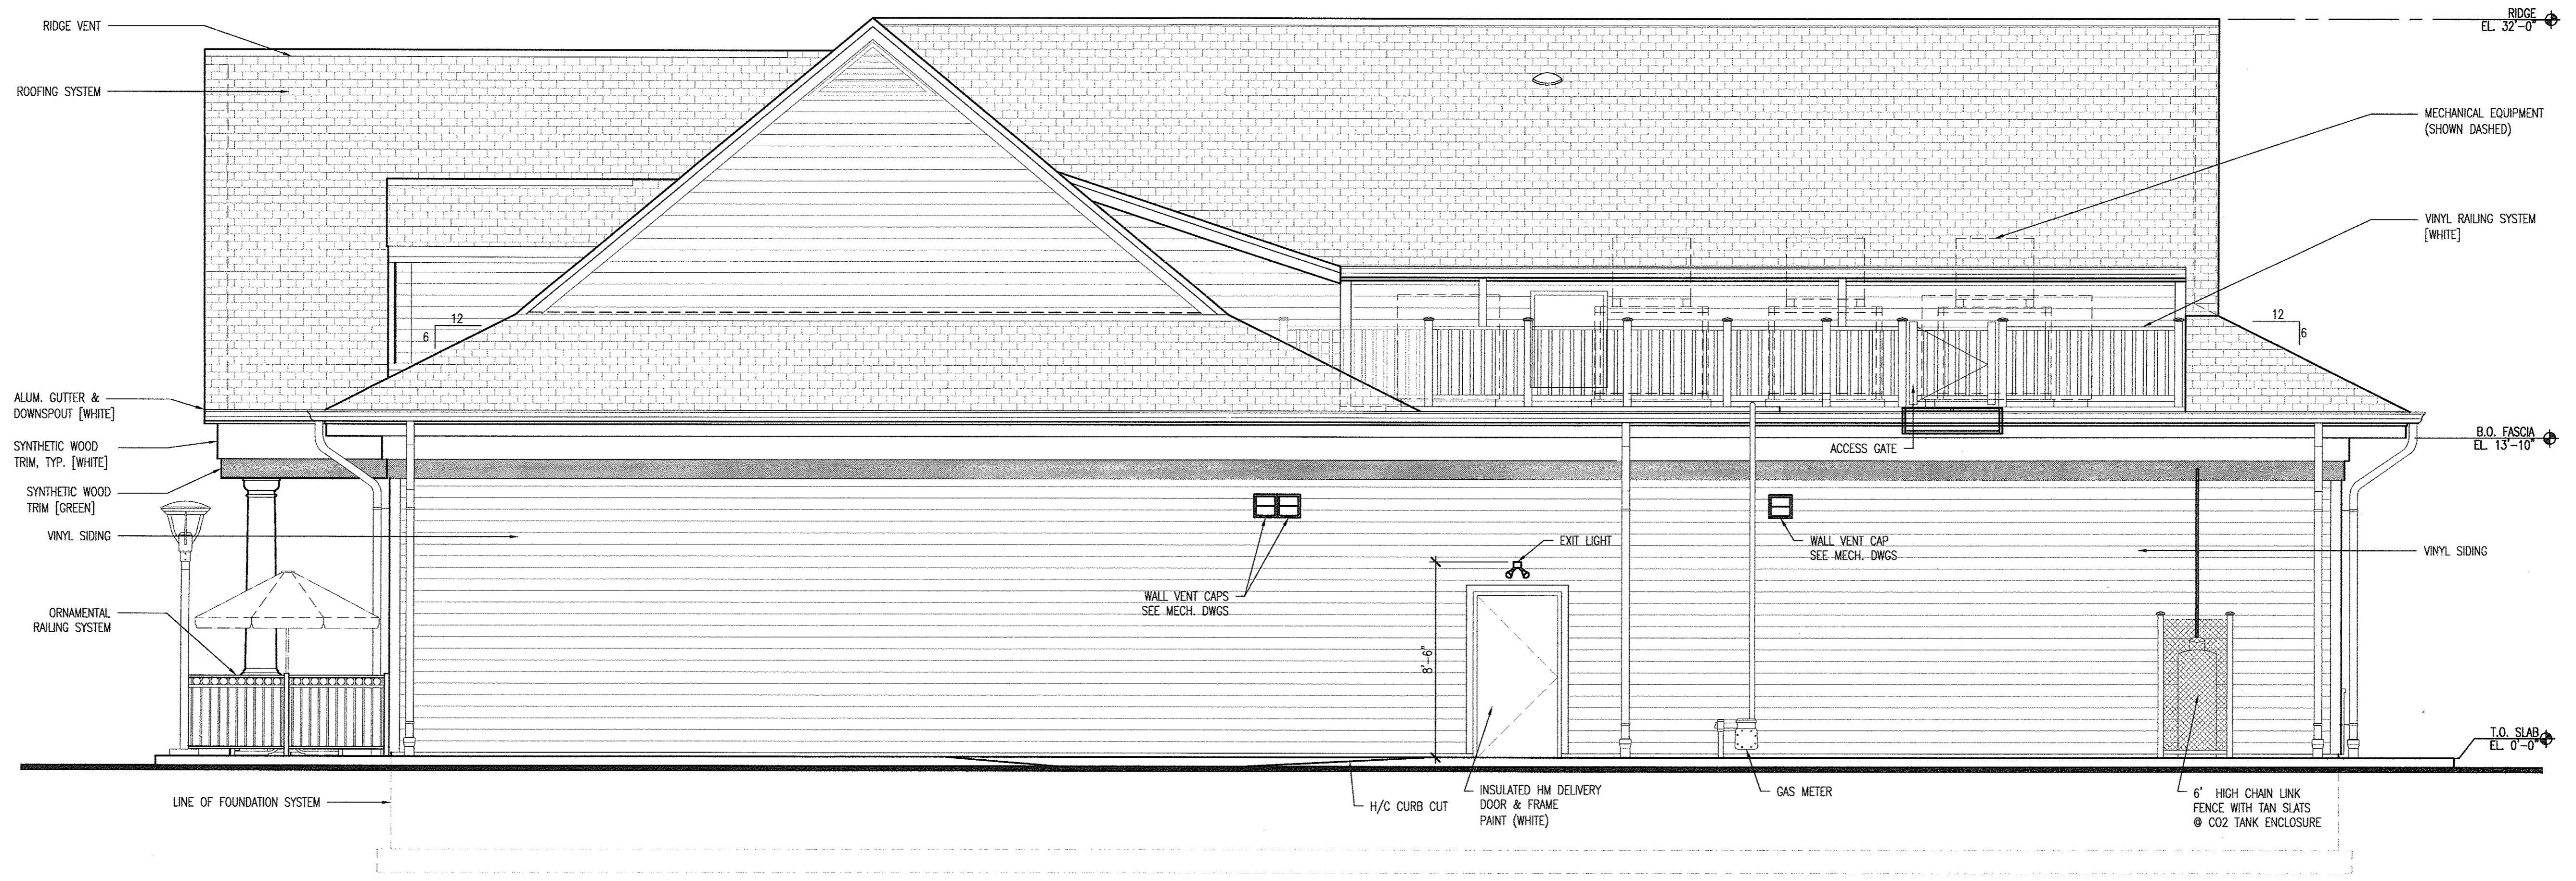 RIDGE VENT
ROOFING SYSTEM
ALUM. GUTTER &
DOWNSPOUT [WHITE]
SYNTHETIC WOOD
TRIM, TYP. [WHITE]
SYNTHETIC WOOD
TRIM [GREEN]
VINYL SIDING
ORNAMENTAL
RAILING SYSTEM
LINE OF FOUNDATION SYSTEM
12
6
WALL VENT CAPS
SEE MECH. DWGS
EXIT LIGHT
8'-6"
H/C CURB CUT
INSULATED HM DELIVERY
DOOR & FRAME
PAINT (WHITE)
GAS METER
WALL VENT CAP
SEE MECH. DWGS
ACCESS GATE
12
6
RIDGE
EL. 32'-0"
MECHANICAL EQUIPMENT
(SHOWN DASHED)
VINYL RAILING SYSTEM
[WHITE]
B.O. FASCIA
EL. 13'-10"
VINYL SIDING
T.O. SLAB
EL. 0'-0"
6' HIGH CHAIN LINK
FENCE WITH TAN SLATS
@ CO2 TANK ENCLOSURE